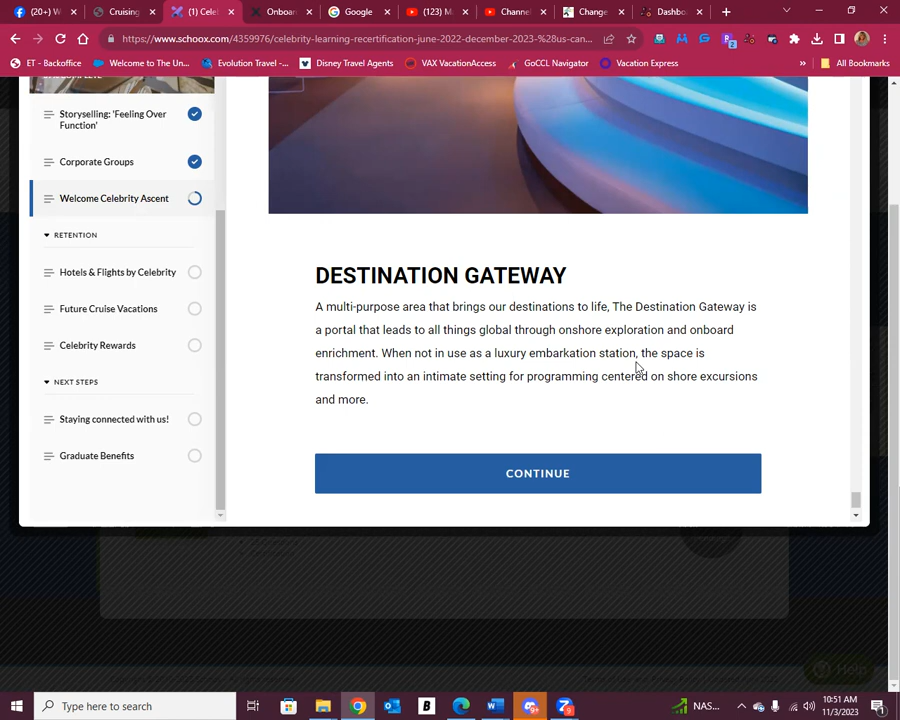 (20+) W
Cruising
(1) Cele
Onboar
Google
(123) M
Channe
Change
Dashbo
https://www.schoox.com/4359976/celebrity-learning-recertification-june-2022-december-2023-%28us-can...
ET - Backoffice
Welcome to The Un...
Evolution Travel -...
Disney Travel Agents
VAX VacationAccess
GoCCL Navigator
Vacation Express
»
All Bookmarks
Storyselling: 'Feeling Over
Function'
Corporate Groups
Welcome Celebrity Ascent
RETENTION
Hotels & Flights by Celebrity
Future Cruise Vacations
Celebrity Rewards
NEXT STEPS
Staying connected with us!
Graduate Benefits
DESTINATION GATEWAY
A multi-purpose area that brings our destinations to life, The Destination Gateway is
a portal that leads to all things global through onshore exploration and onboard
enrichment. When not in use as a luxury embarkation station, the space is
transformed into an intimate setting for programming centered on shore excursions
and more.
CONTINUE
Help
Type here to search
NAS...
10:51 AM
11/3/2023